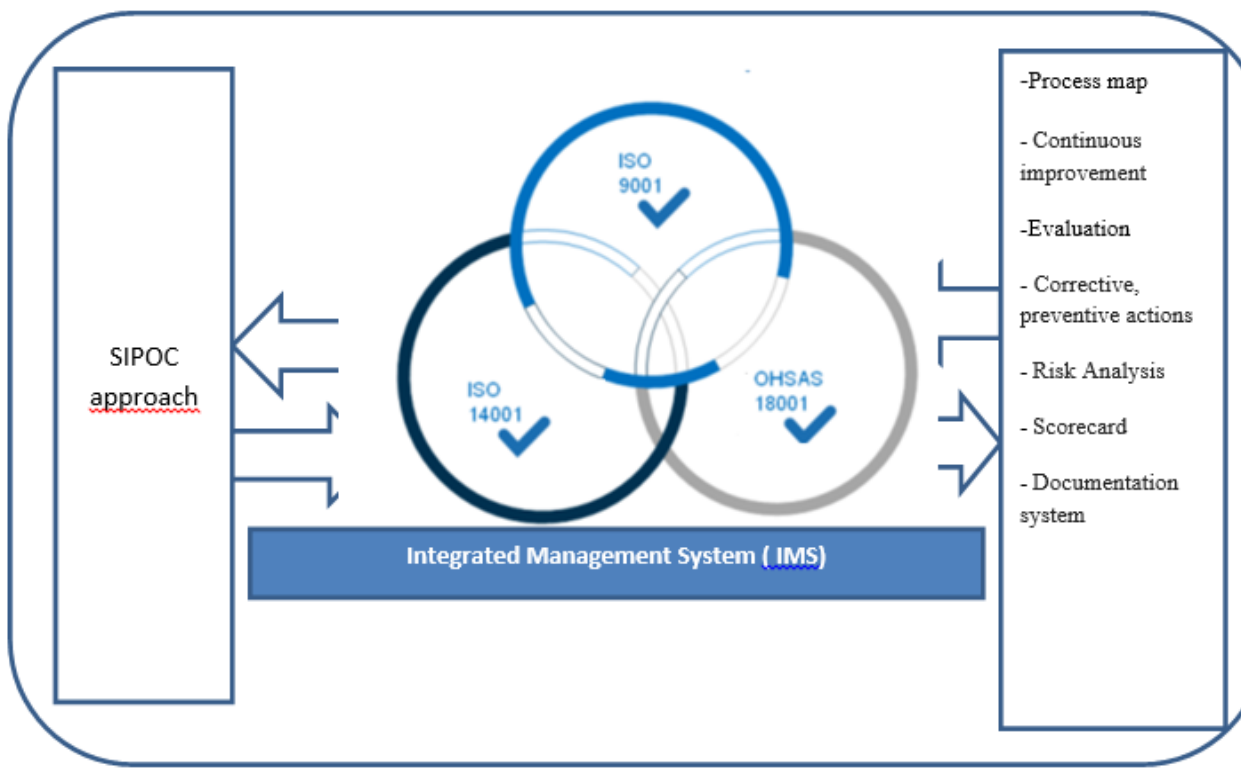 SIPOC
approach
ISO
9001
ISO
14001
OHSAS
18001
Integrated Management System ( IMS)
-Process map
- Continuous
improvement
-Evaluation
- Corrective,
preventive actions
- Risk Analysis
- Scorecard
- Documentation
system